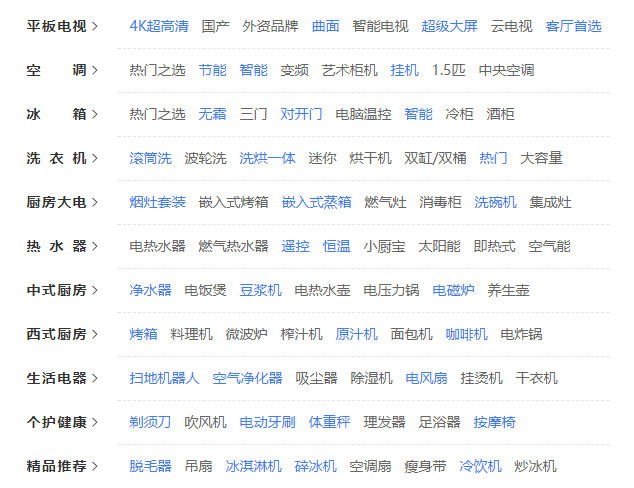 平板电视 > 4K超高清 国产 外资品牌 曲面 智能电视 超级大屏 云电视 客厅首选
空 调 > 热门之选 节能 智能 变频 艺术柜机 挂机 1.5匹 中央空调
冰 箱 > 热门之选 无霜 三门 对开门 电脑温控 智能 冷柜 酒柜
洗 衣 机 > 滚筒洗 波轮洗 洗烘一体 迷你 烘干机 双缸/双桶 热门 大容量
厨房大电 > 烟灶套装 嵌入式烤箱 嵌入式蒸箱 燃气灶 消毒柜 洗碗机 集成灶
热 水 器 > 电热水器 燃气热水器 遥控 恒温 小厨宝 太阳能 即热式 空气能
中式厨房 > 净水器 电饭煲 豆浆机 电热水壶 电压力锅 电磁炉 养生壶
西式厨房 > 烤箱 料理机 微波炉 榨汁机 原汁机 面包机 咖啡机 电炸锅
生活电器 > 扫地机器人 空气净化器 吸尘器 除湿机 电风扇 挂烫机 干衣机
个护健康 > 剃须刀 吹风机 电动牙刷 体重秤 理发器 足浴器 按摩椅
精品推荐 > 脱毛器 吊扇 冰淇淋机 碎冰机 空调扇 瘦身带 冷饮机 炒冰机